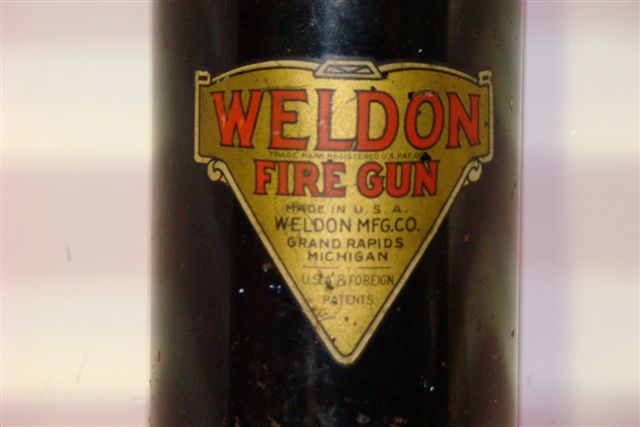 WELDON
TRADE MARK REGISTERED U.S. PAT. OFF
FIRE GUN
MADE IN U.S.A.
WELDON MFG. CO.
GRAND RAPIDS
MICHIGAN
U.S.A. & FOREIGN
PATENTS